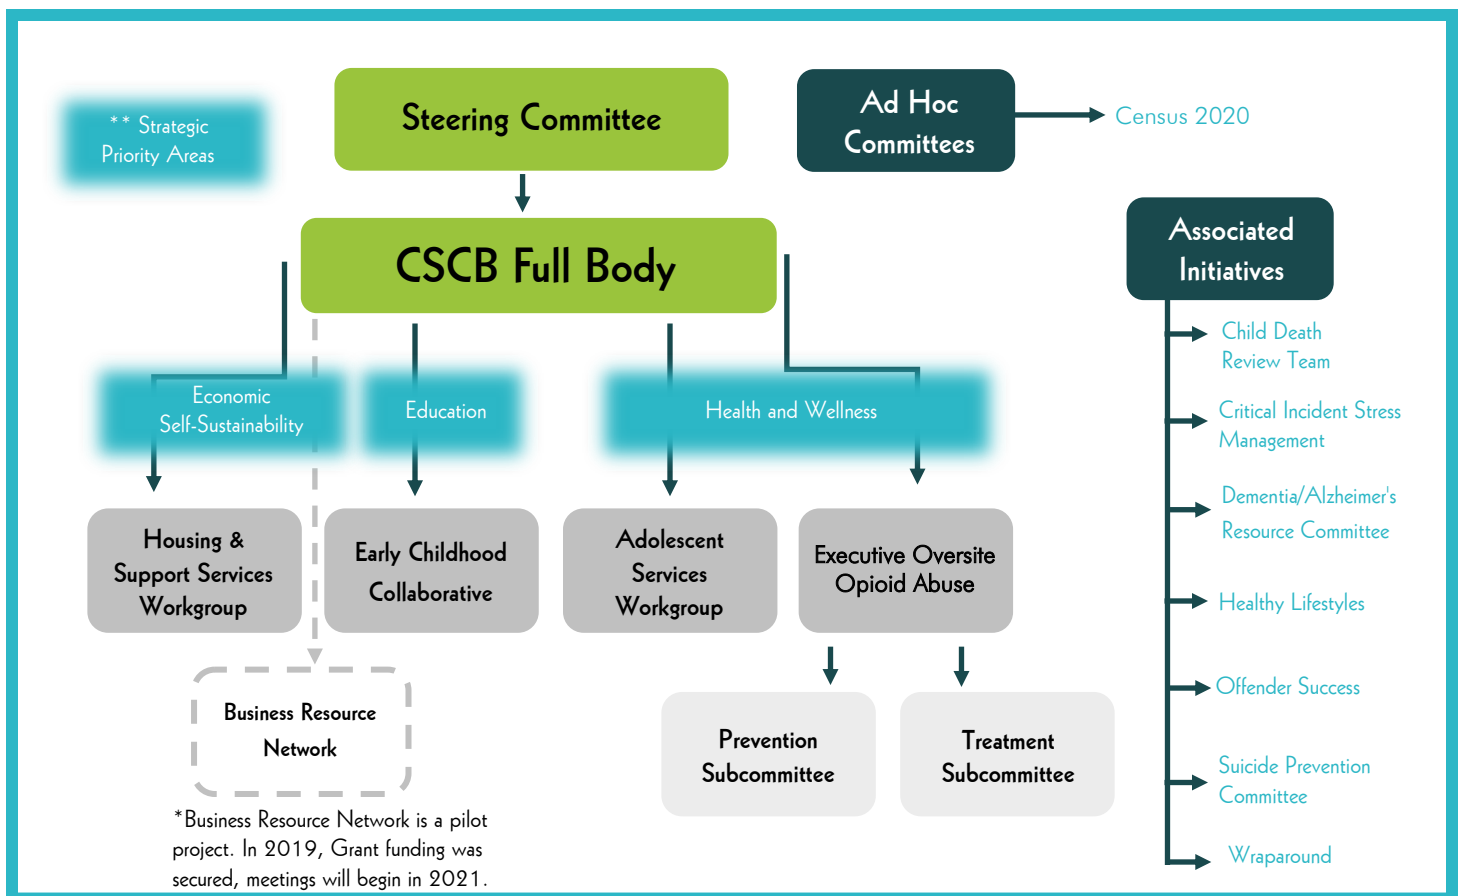 ** Strategic
Priority Areas
Steering Committee
Ad Hoc
Committees
Census 2020
CSCB Full Body
Associated
Initiatives
Child Death
Review Team
Critical Incident Stress
Management
Dementia/Alzheimer's
Resource Committee
Healthy Lifestyles
Offender Success
Suicide Prevention
Committee
Wraparound
Economic
Self-Sustainability
Education
Health and Wellness
Housing &
Support Services
Workgroup
Early Childhood
Collaborative
Adolescent
Services
Workgroup
Executive Oversite
Opioid Abuse
Business Resource
Network
Prevention
Subcommittee
Treatment
Subcommittee
*Business Resource Network is a pilot
project. In 2019, Grant funding was
secured, meetings will begin in 2021.